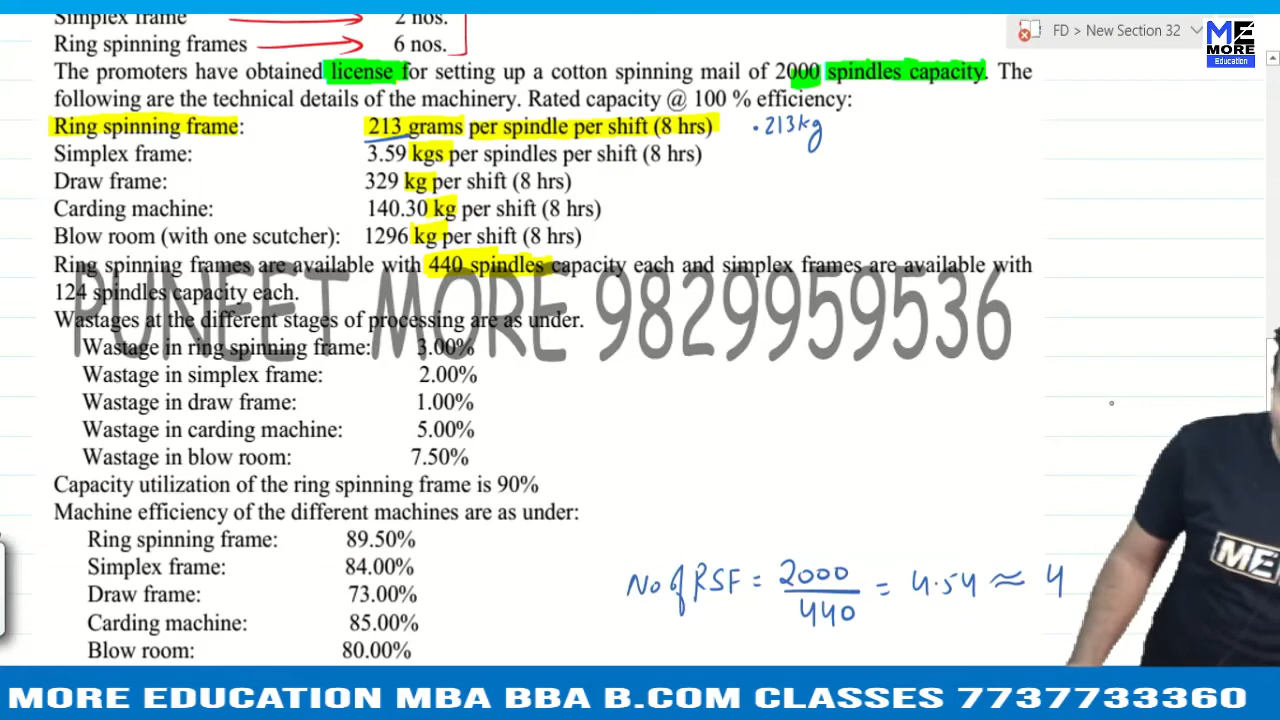 Simplex frame 2 nos.
Ring spinning frames 6 nos.
FD > New Section 32
ME
MORE
Education
The promoters have obtained license for setting up a cotton spinning mail of 2000 spindles capacity. The
following are the technical details of the machinery. Rated capacity @ 100 % efficiency:
Ring spinning frame: 213 grams per spindle per shift (8 hrs) .213kg
Simplex frame: 3.59 kgs per spindles per shift (8 hrs)
Draw frame: 329 kg per shift (8 hrs)
Carding machine: 140.30 kg per shift (8 hrs)
Blow room (with one scutcher): 1296 kg per shift (8 hrs)
Ring spinning frames are available with 440 spindles capacity each and simplex frames are available with
124 spindles capacity each.
PUNEET MORE 9829959536
Wastages at the different stages of processing are as under.
Wastage in ring spinning frame: 3.00%
Wastage in simplex frame: 2.00%
Wastage in draw frame: 1.00%
Wastage in carding machine: 5.00%
Wastage in blow room: 7.50%
Capacity utilization of the ring spinning frame is 90%
Machine efficiency of the different machines are as under:
Ring spinning frame: 89.50%
Simplex frame: 84.00%
Draw frame: 73.00%
Carding machine: 85.00%
Blow room: 80.00%
No of RSF = 2000 / 440 = 4.54 ≈ 4
ME
MORE EDUCATION MBA BBA B.COM CLASSES 7737733360